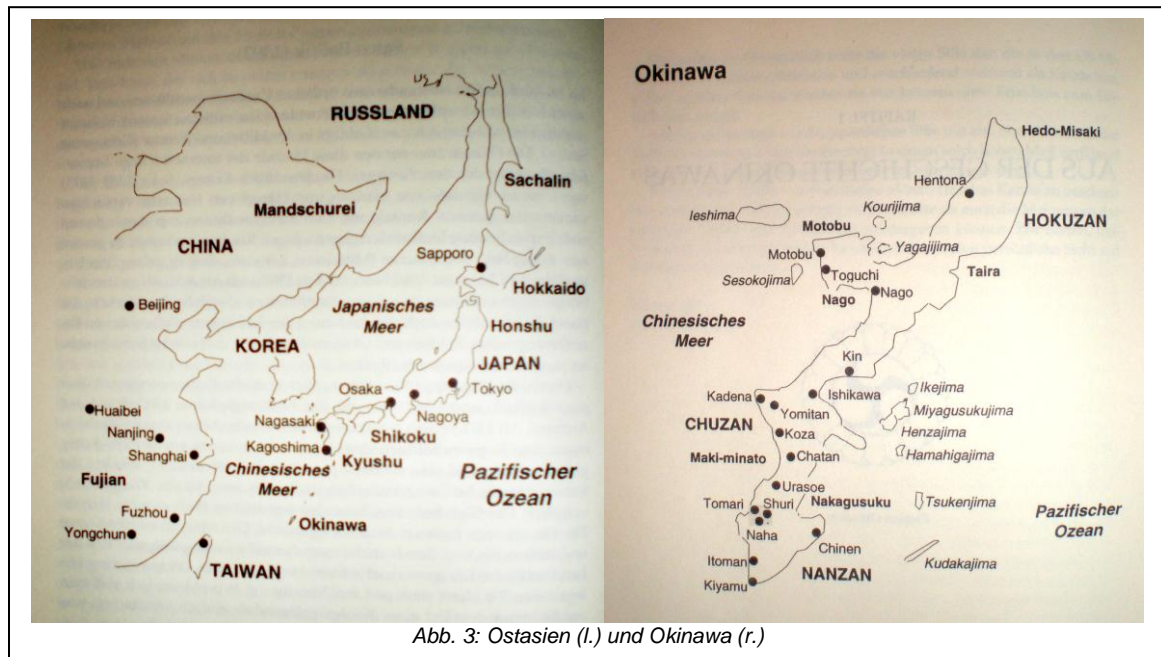 RUSSLAND
Sachalin
Mandschurei
CHINA
Sapporo
Hokkaido
Beijing
Japanisches
Meer
Honshu
KOREA
JAPAN
Osaka
Tokyo
Huaibei
Nagoya
Nagasaki
Nanjing
Shikoku
Shanghai
Kagoshima
Kyushu
Chinesisches
Meer
Pazifischer
Ozean
Fujian
Fuzhou
Okinawa
Yongchun
TAIWAN
Okinawa
Hedo-Misaki
AUS DER GESCHICHTE OKINAWAS
Hentona
Ieshima
Kourijima
HOKUZAN
Motobu
Motobu
Yagajijima
Taira
Sesokojima
Toguchi
Nago
Nago
Chinesisches
Meer
Kin
Ikejima
Kadena
Ishikawa
Miyagusukujima
Yomitan
CHUZAN
Koza
Henzajima
Maki-minato
Chatan
Hamahigajima
Urasoe
Tomari
Shuri
Nakagusuku
Tsukenjima
Naha
Pazifischer
Ozean
Chinen
Itoman
NANZAN
Kudakajima
Kiyamu
Abb. 3: Ostasien (l.) und Okinawa (r.)